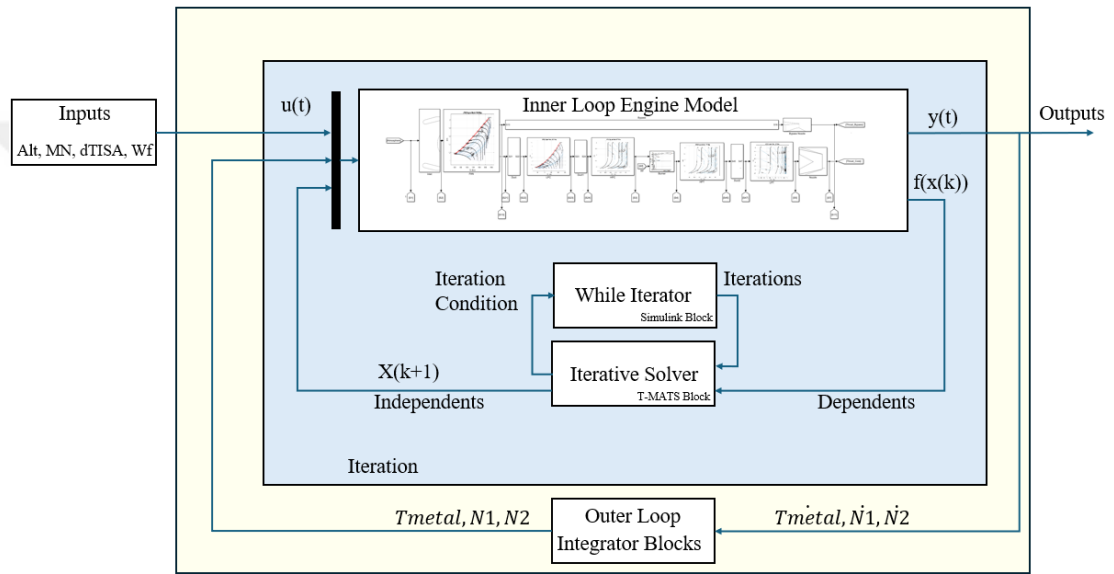 Inputs
Alt, MN, dTISA, Wf
u(t)
Inner Loop Engine Model
y(t)
Outputs
f(x(k))
Iteration
Condition
While Iterator
Simulink Block
Iterations
X(k+1)
Independents
Iterative Solver
T-MATS Block
Dependents
Iteration
Tmetal, N1, N2
Outer Loop
Integrator Blocks
Tṁetal, Ṅ1, Ṅ2